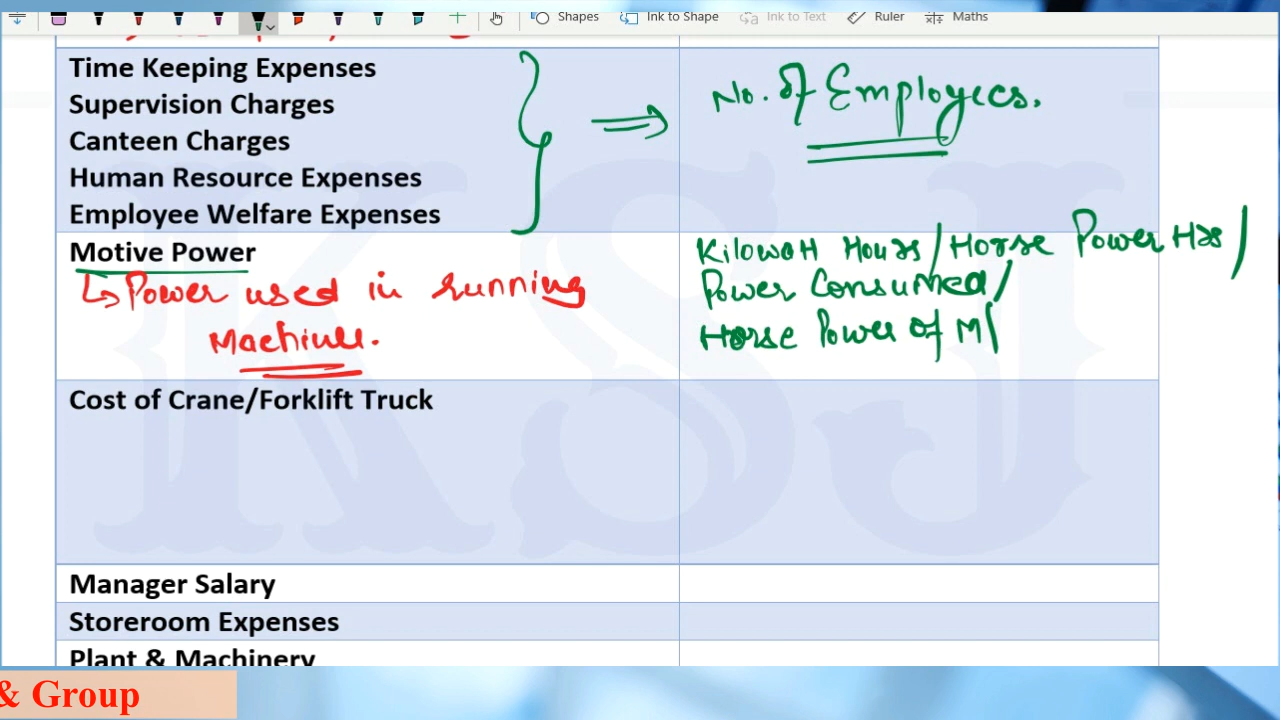 Shapes Ink to Shape Ink to Text Ruler Maths
Time Keeping Expenses
Supervision Charges
Canteen Charges
Human Resource Expenses
Employee Welfare Expenses
No. of Employees.
Motive Power
↳ Power used in running
Machines.
Kilowatt Hours/Horse Power Hrs/
Power Consumed/
Horse Power of M/
Cost of Crane/Forklift Truck
Manager Salary
Storeroom Expenses
Plant & Machinery
KSJ
& Group